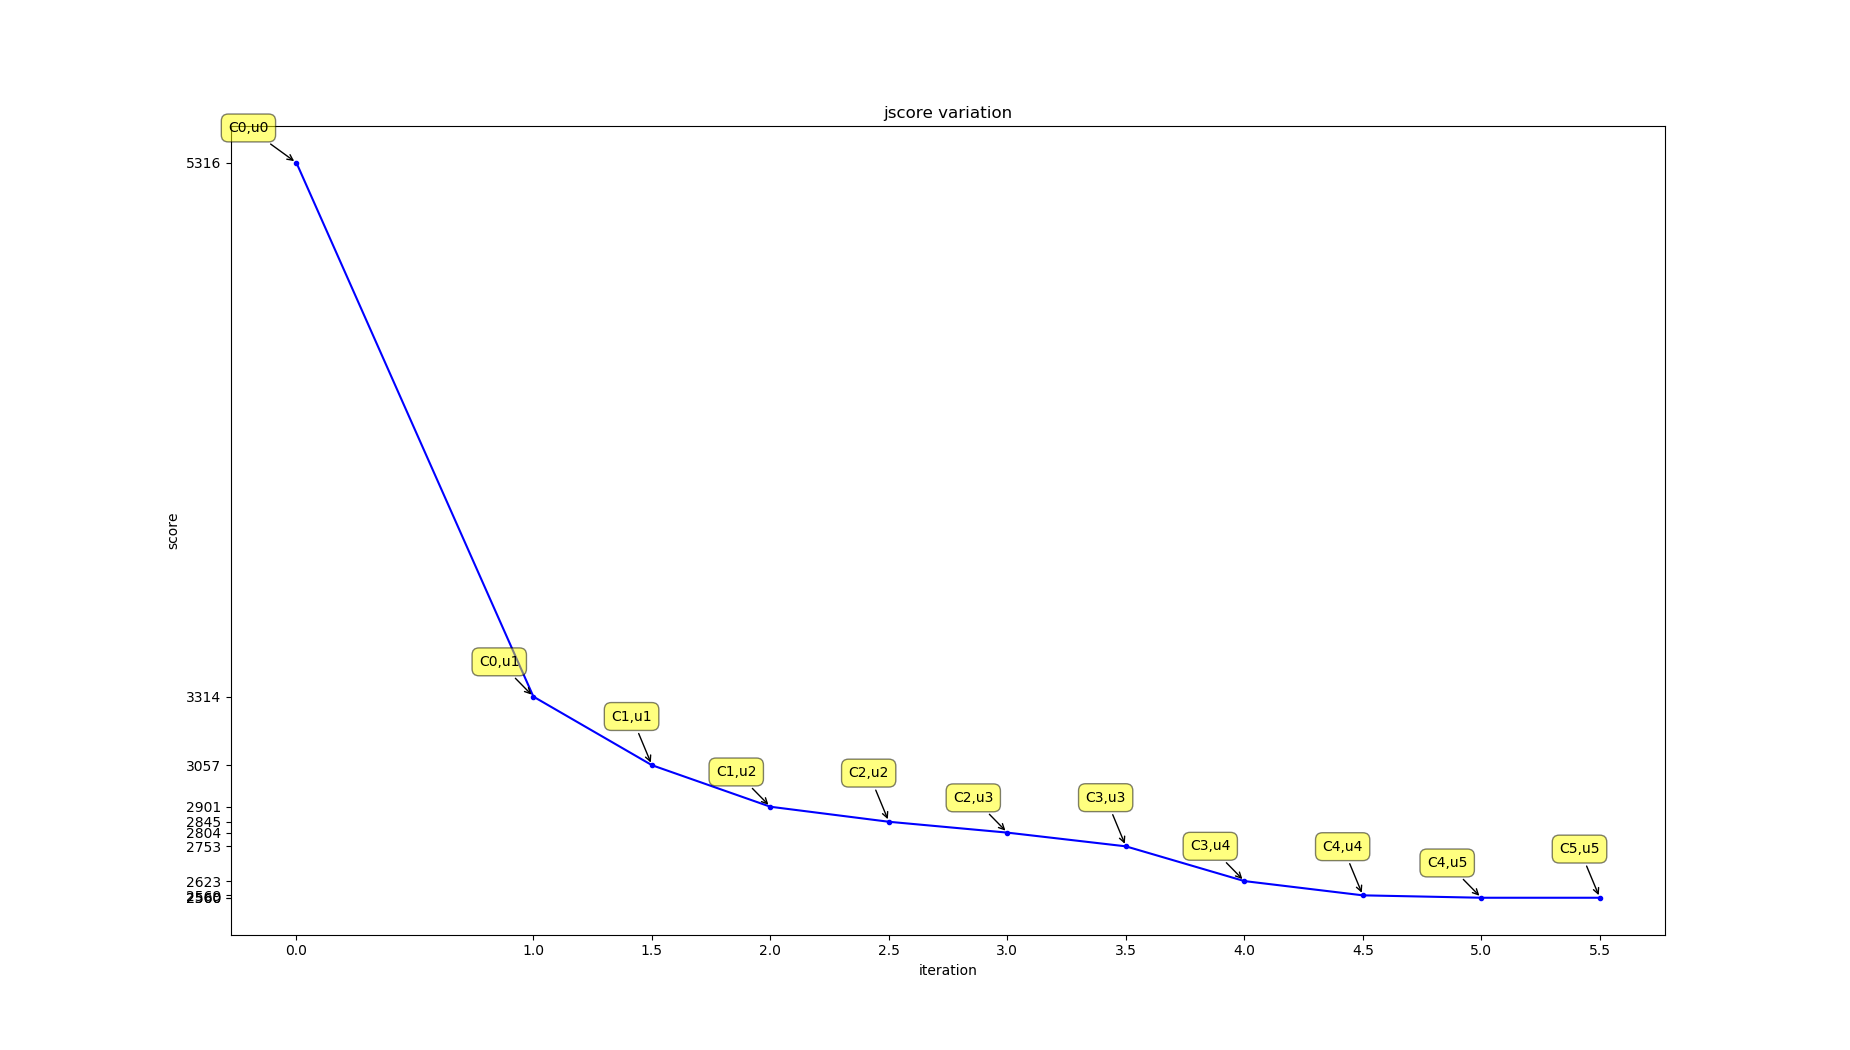 jscore variation
C0,u0
5316
score
C0,u1
3314
C1,u1
3057
C1,u2
C2,u2
C2,u3
C3,u3
2901
2845
2804
2753
C3,u4
C4,u4
C4,u5
C5,u5
2623
2560
0.0 1.0 1.5 2.0 2.5 3.0 3.5 4.0 4.5 5.0 5.5
iteration